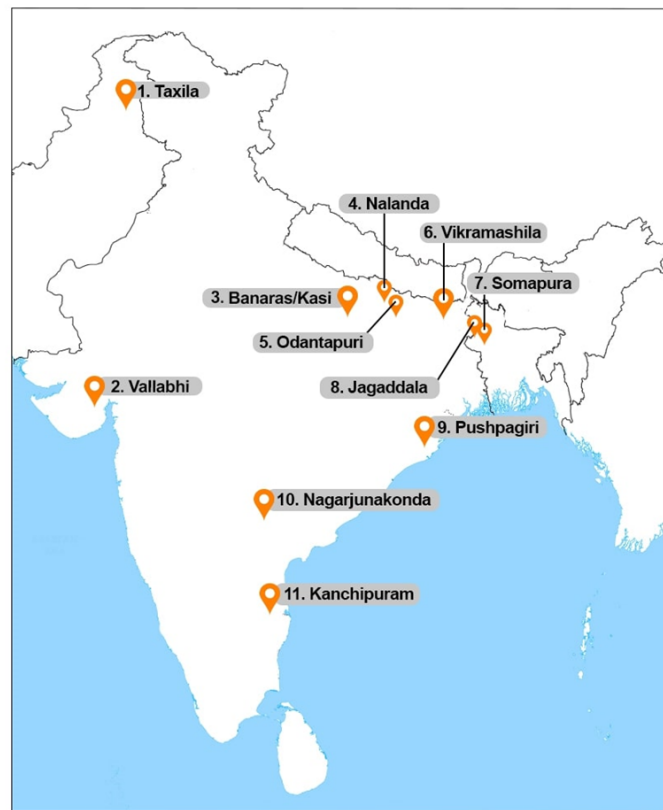 1. Taxila
4. Nalanda
6. Vikramashila
7. Somapura
3. Banaras/Kasi
5. Odantapuri
8. Jagaddala
2. Vallabhi
9. Pushpagiri
10. Nagarjunakonda
11. Kanchipuram